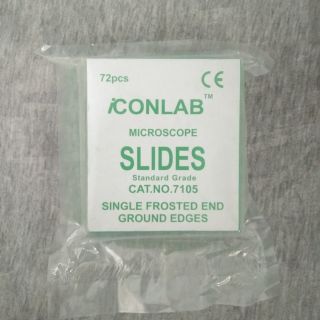 72pcs CE
iCONLAB™
MICROSCOPE
SLIDES
Standard Grade
CAT.NO.7105
SINGLE FROSTED END
GROUND EDGES